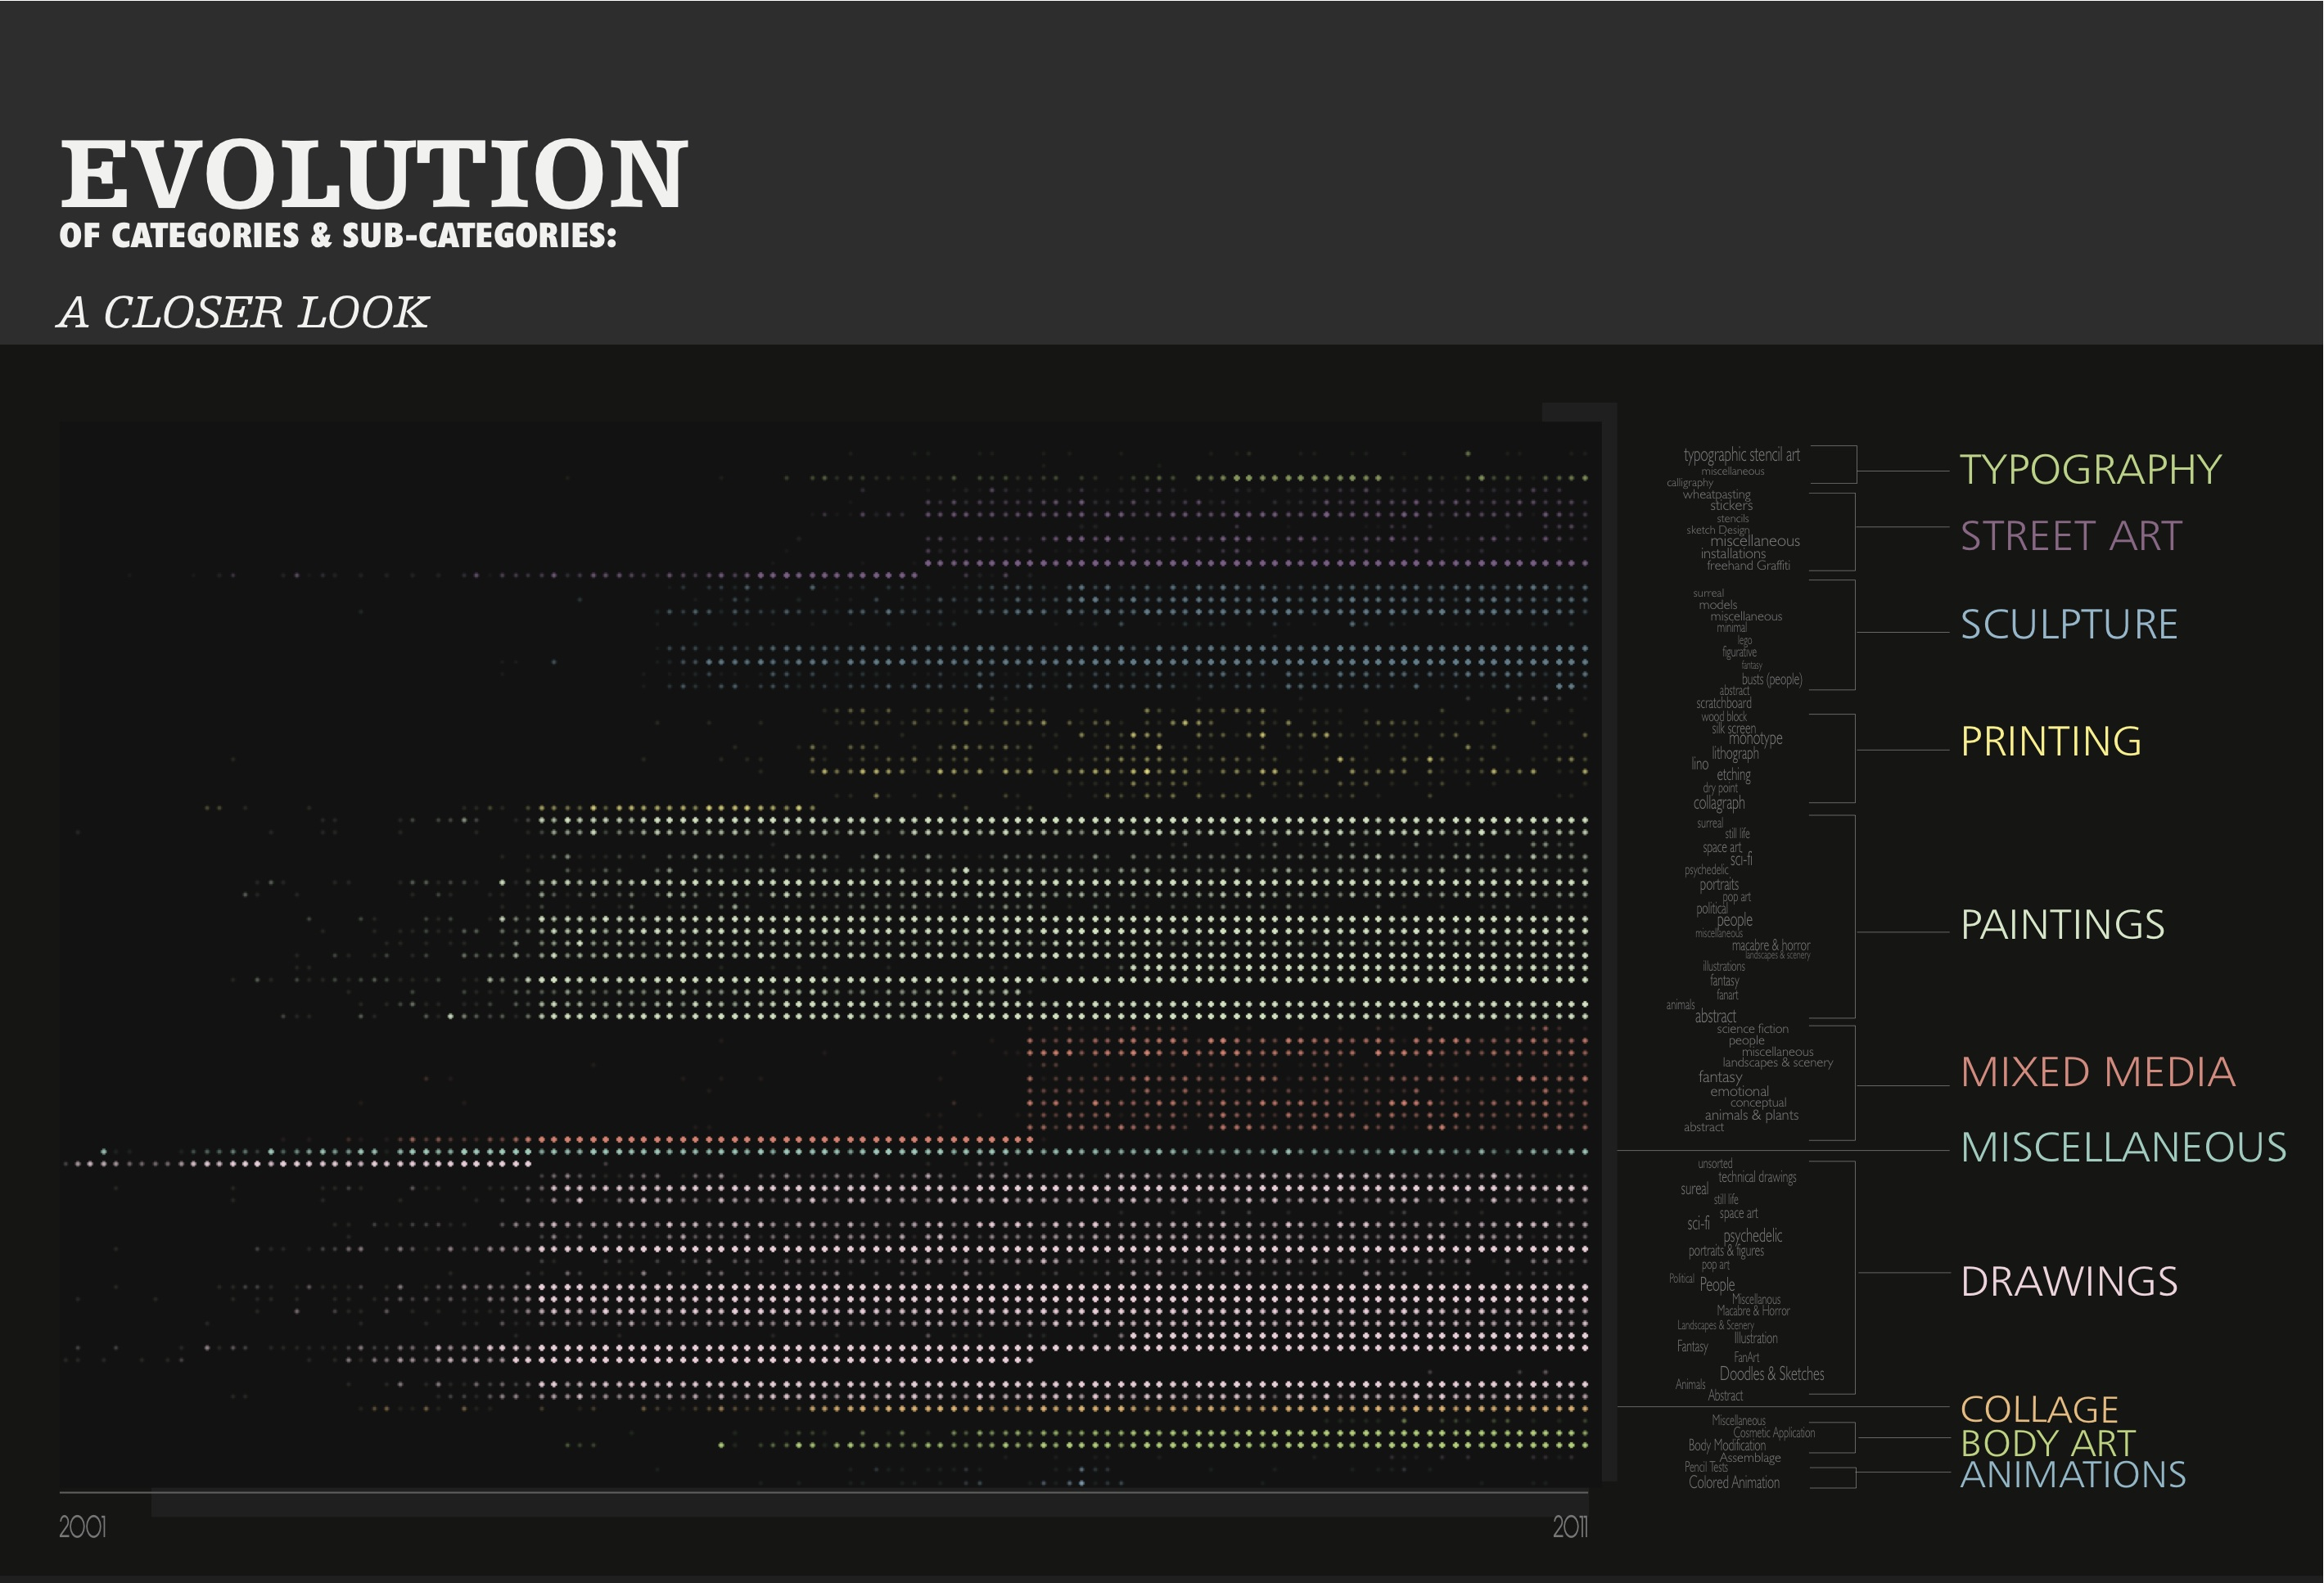 EVOLUTION
OF CATEGORIES & SUB-CATEGORIES:
A CLOSER LOOK
typographic stencil art
miscellaneous
calligraphy
TYPOGRAPHY
wheatpasting
stickers
stencils
sketch Design
miscellaneous
installations
freehand Graffiti
STREET ART
surreal
models
miscellaneous
minimal
lego
figurative
fantasy
busts (people)
abstract
SCULPTURE
scratchboard
wood block
silk screen
monotype
lithograph
lino
etching
dry point
collagraph
PRINTING
surreal
still life
space art
sci-fi
psychedelic
portraits
pop art
political
people
miscellaneous
macabre & horror
landscapes & scenery
illustrations
fantasy
fanart
animals
abstract
PAINTINGS
science fiction
people
miscellaneous
landscapes & scenery
fantasy
emotional
conceptual
animals & plants
abstract
MIXED MEDIA
MISCELLANEOUS
unsorted
technical drawings
sureal
still life
space art
sci-fi
psychedelic
portraits & figures
pop art
Political
People
Miscellanous
Macabre & Horror
Landscapes & Scenery
Illustration
Fantasy
FanArt
Doodles & Sketches
Animals
Abstract
DRAWINGS
COLLAGE
Miscellaneous
Cosmetic Application
Body Modification
BODY ART
Assemblage
Pencil Tests
Colored Animation
ANIMATIONS
2001
2011